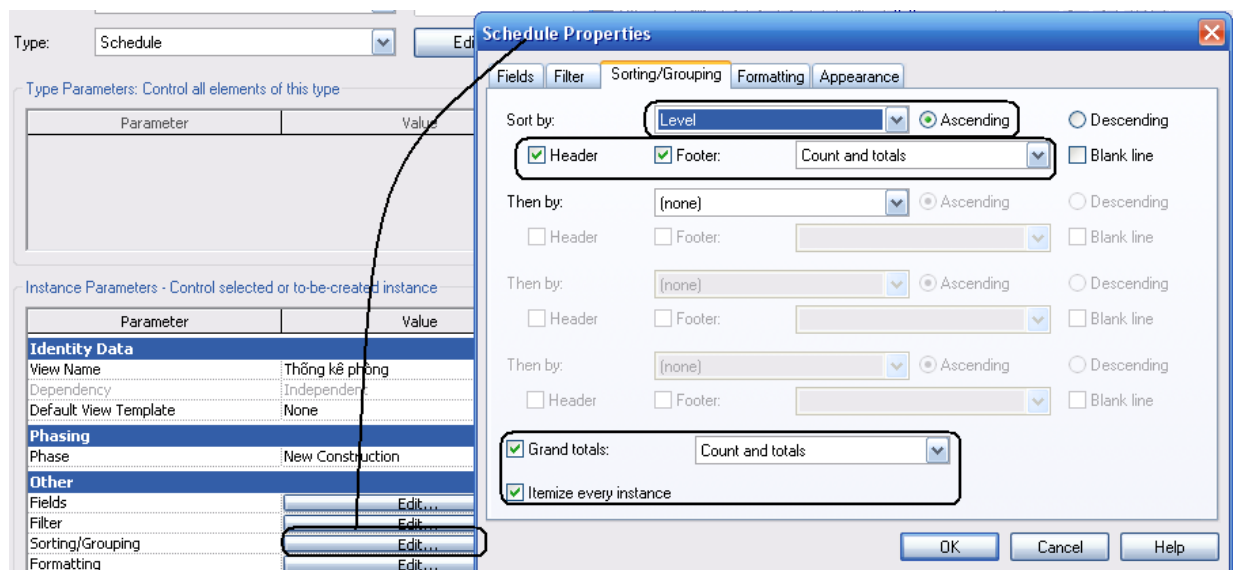 Type:
Schedule
Edi
Type Parameters: Control all elements of this type
Parameter
Value
Instance Parameters - Control selected or to-be-created instance
Parameter
Value
Identity Data
View Name
Thống kê phòng
Dependency
Independent
Default View Template
None
Phasing
Phase
New Construction
Other
Fields
Edit...
Filter
Edit...
Sorting/Grouping
Edit...
Formatting
Edit...
Schedule Properties
Fields
Filter
Sorting/Grouping
Formatting
Appearance
Sort by:
Level
Ascending
Descending
Header
Footer:
Count and totals
Blank line
Then by:
(none)
Ascending
Descending
Header
Footer:
Blank line
Then by:
(none)
Ascending
Descending
Header
Footer:
Blank line
Then by:
(none)
Ascending
Descending
Header
Footer:
Blank line
Grand totals:
Count and totals
Itemize every instance
OK
Cancel
Help